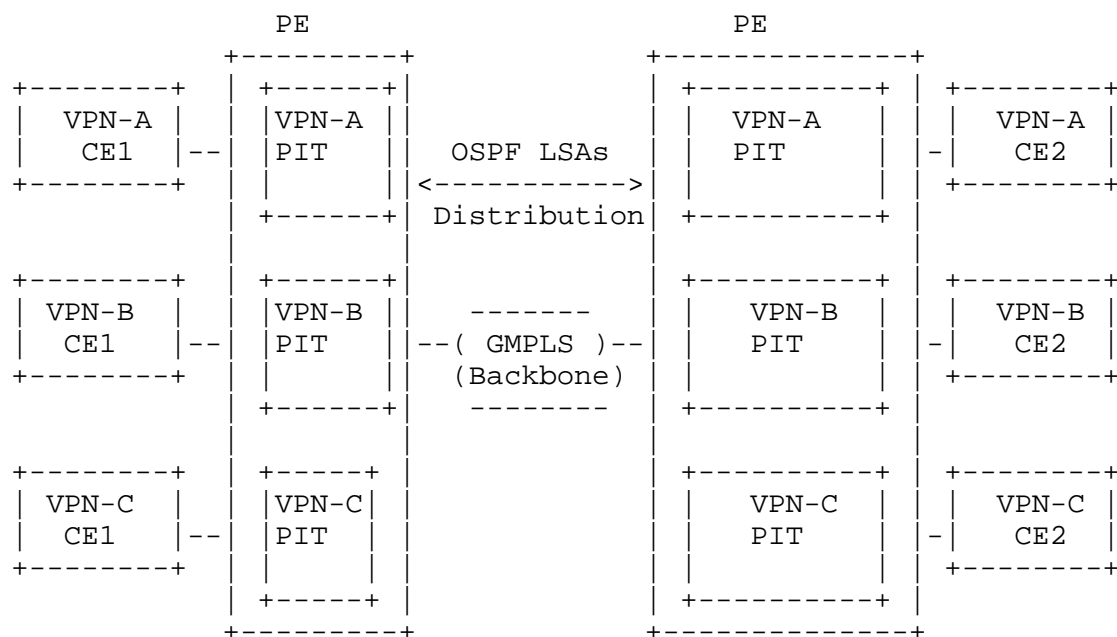 PE PE
VPN-A VPN-A VPN-A VPN-A
CE1 PIT OSPF LSAs PIT CE2
Distribution
VPN-B VPN-B VPN-B VPN-B
CE1 PIT ( GMPLS ) PIT CE2
(Backbone)
VPN-C VPN-C VPN-C VPN-C
CE1 PIT PIT CE2